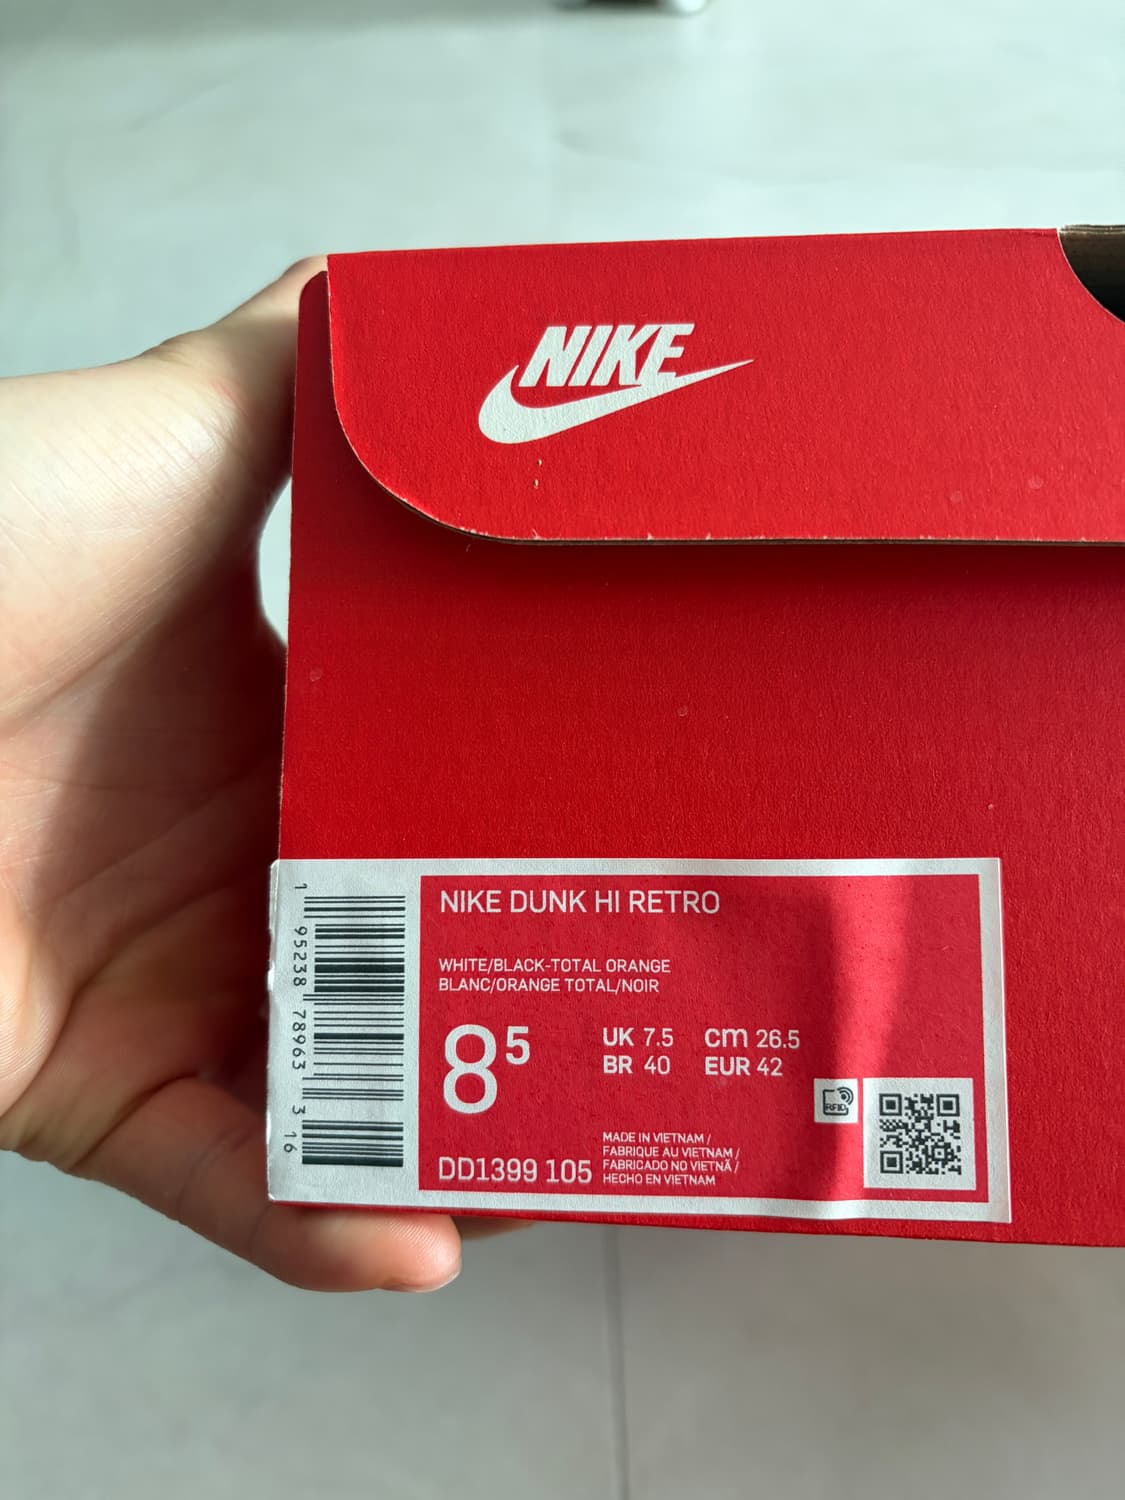 NIKE
NIKE DUNK HI RETRO
WHITE/BLACK-TOTAL ORANGE
BLANC/ORANGE TOTAL/NOIR
8 5
UK 7.5 cm 26.5
BR 40 EUR 42
RFID
DD1399 105
MADE IN VIETNAM /
FABRIQUE AU VIETNAM /
FABRICADO NO VIETNÃ /
HECHO EN VIETNAM
1 95238 78963 3 16